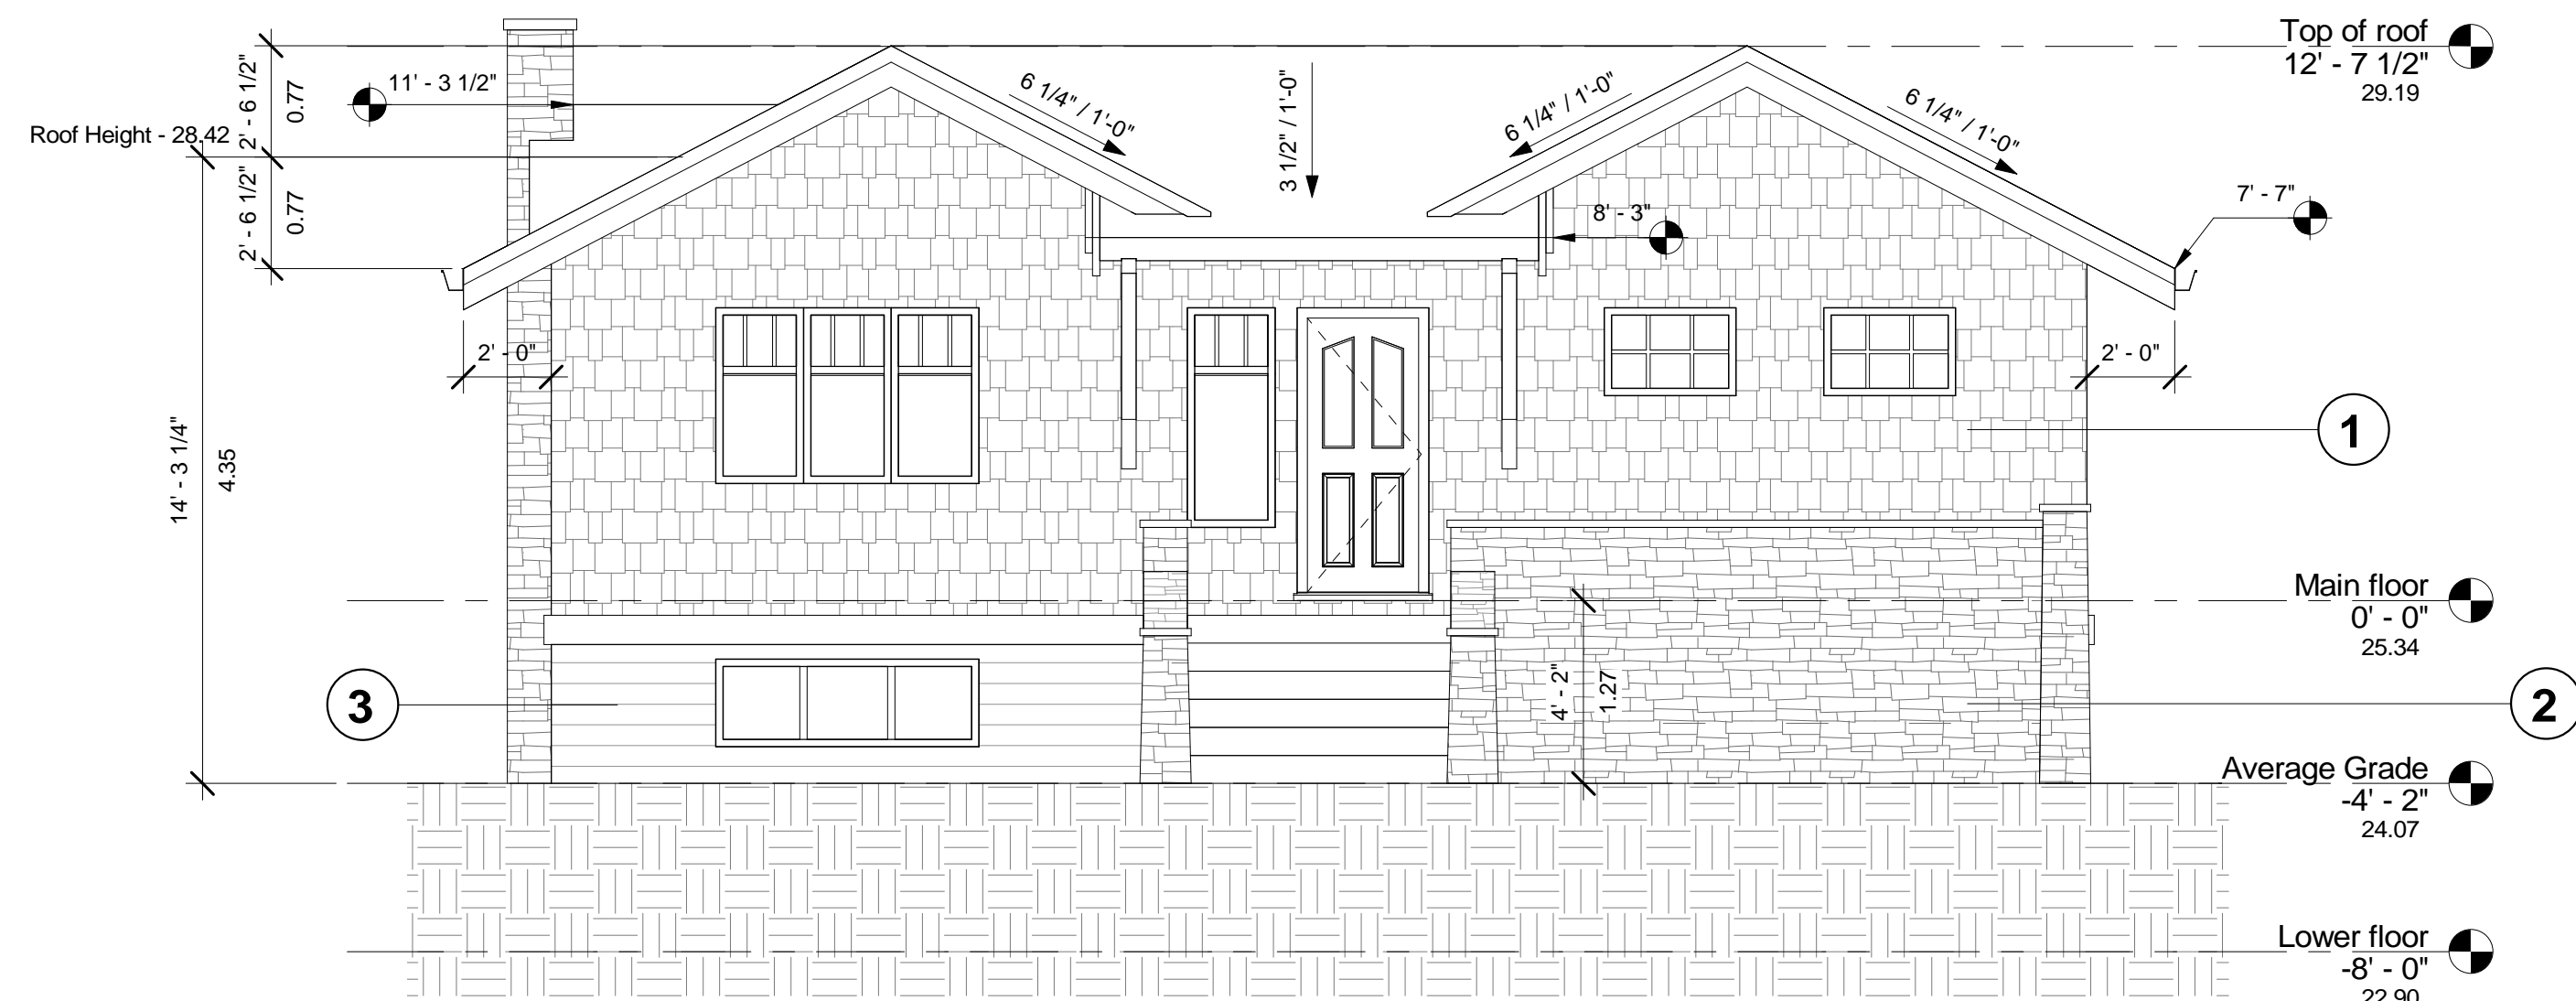 Top of roof
12' - 7 1/2"
29.19
2' - 6 1/2"
0.77
11' - 3 1/2"
6 1/4" / 1'-0"
3 1/2" / 1'-0"
6 1/4" / 1'-0"
6 1/4" / 1'-0"
Roof Height - 28.42
2' - 6 1/2"
0.77
8' - 3"
7' - 7"
2' - 0"
2' - 0"
14' - 3 1/4"
4.35
1
Main floor
0' - 0"
25.34
3
4' - 2"
1.27
2
Average Grade
-4' - 2"
24.07
Lower floor
-8' - 0"
22.90